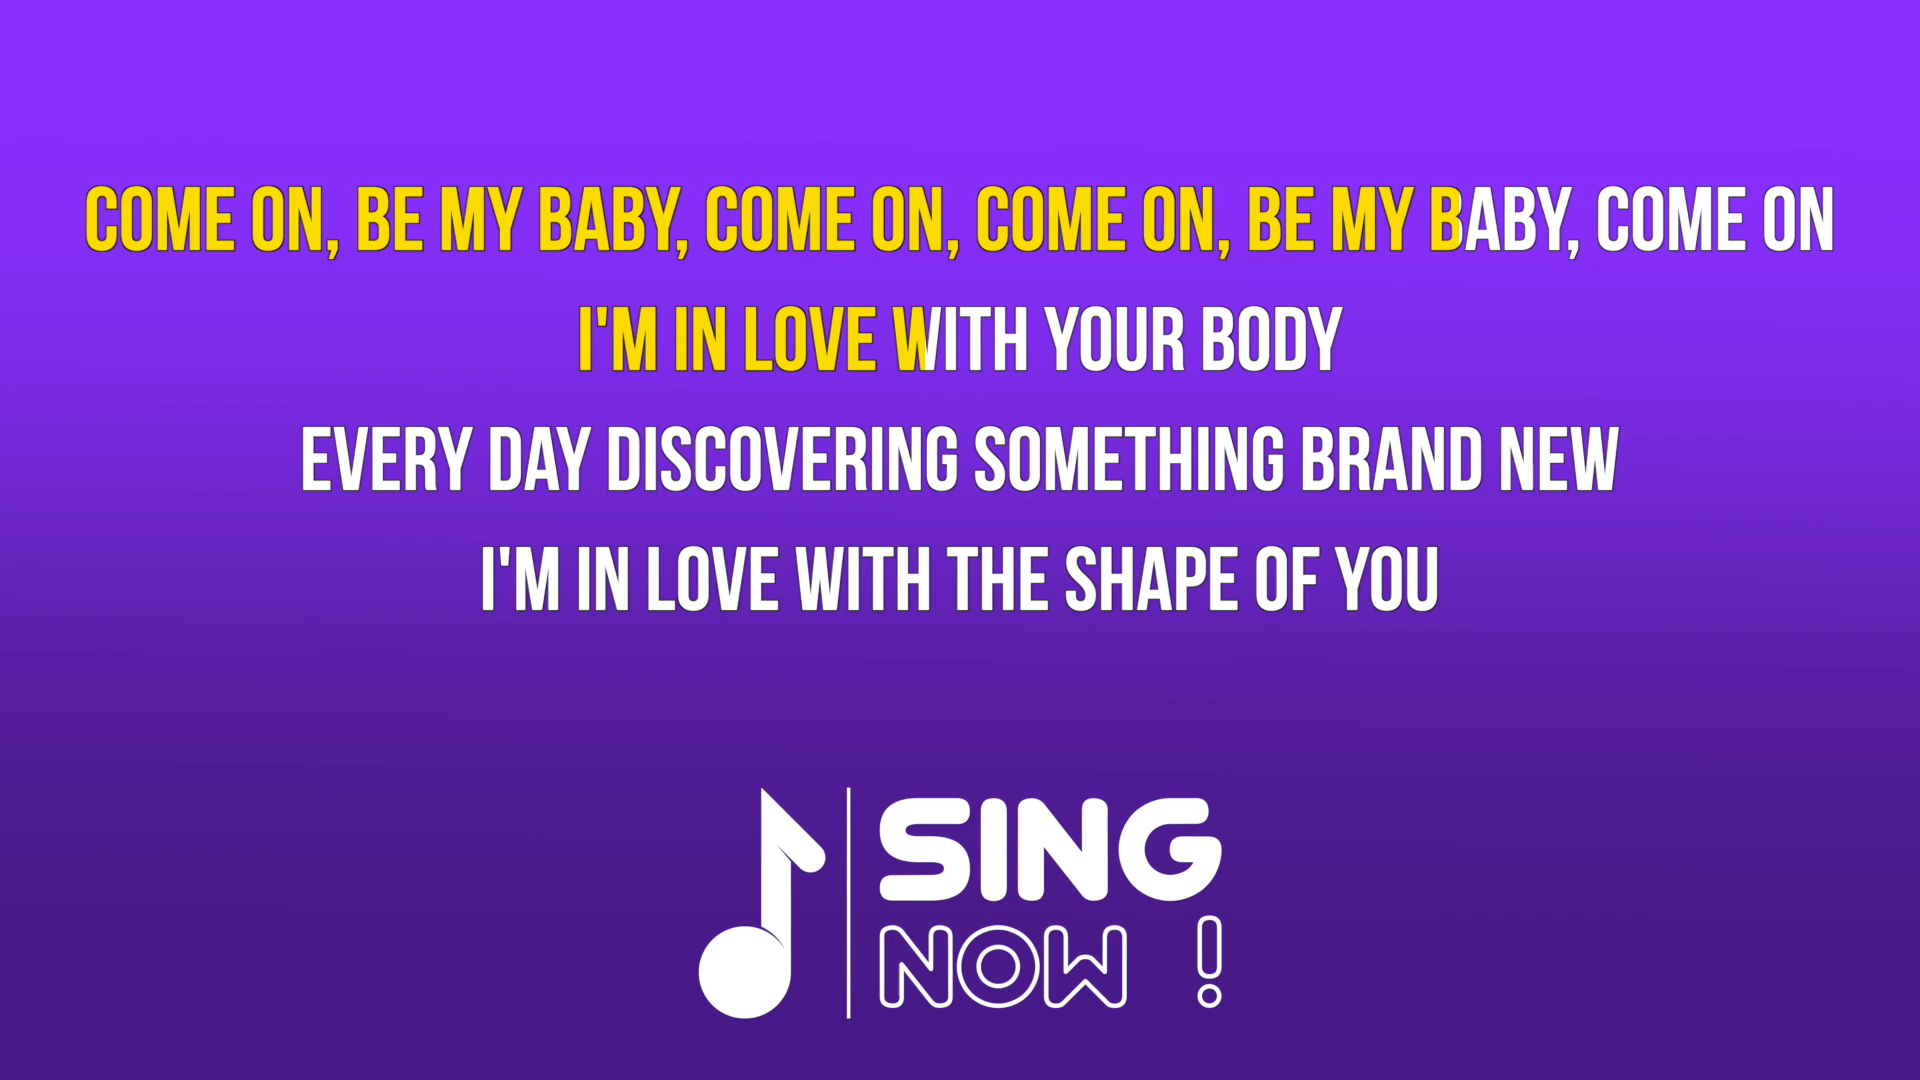 COME ON, BE MY BABY, COME ON, COME ON, BE MY BABY, COME ON
I'M IN LOVE WITH YOUR BODY
EVERY DAY DISCOVERING SOMETHING BRAND NEW
I'M IN LOVE WITH THE SHAPE OF YOU
SING
NOW !